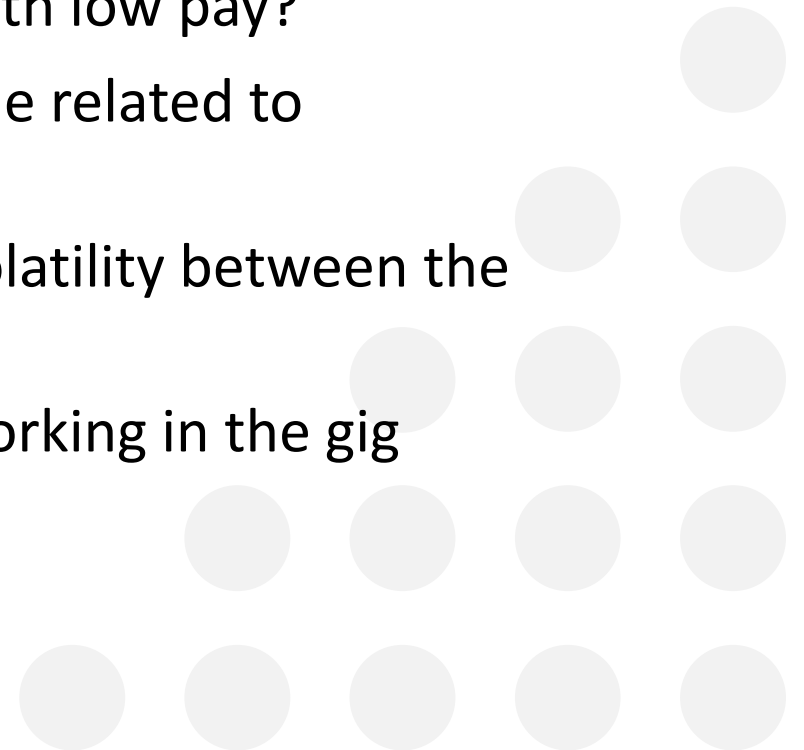 th low pay?
e related to
olatility between the
orking in the gig